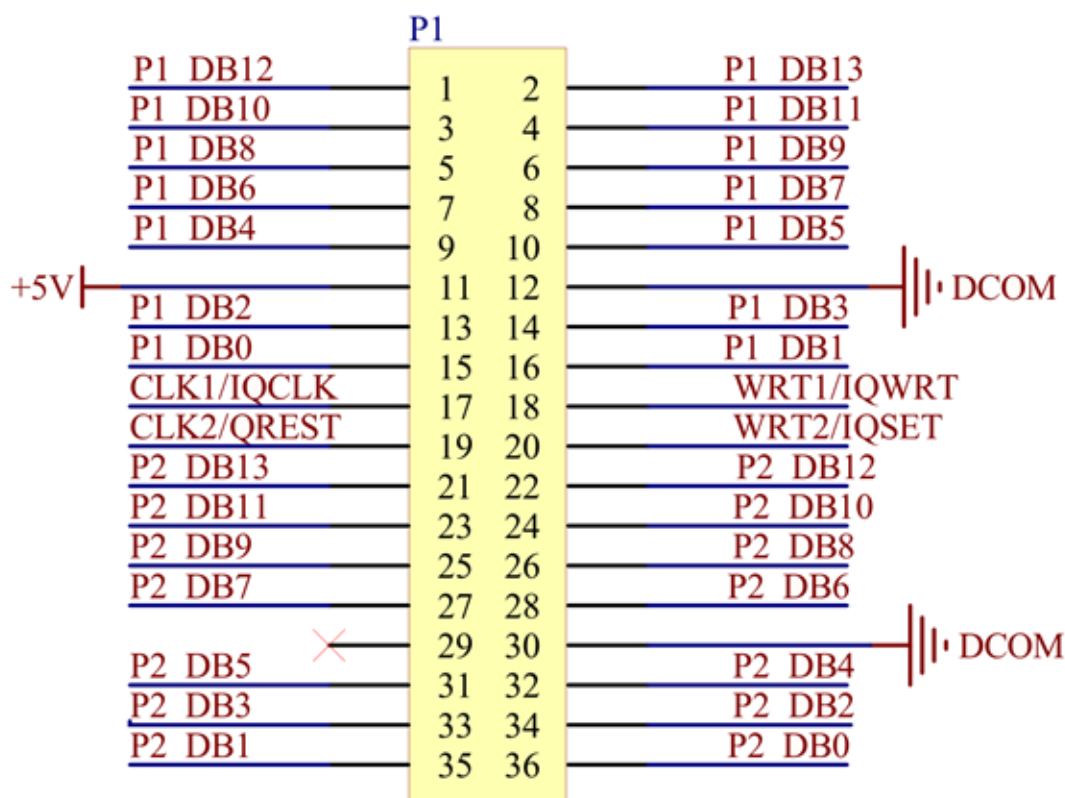 P1
P1 DB12 1 2 P1 DB13
P1 DB10 3 4 P1 DB11
P1 DB8 5 6 P1 DB9
P1 DB6 7 8 P1 DB7
P1 DB4 9 10 P1 DB5
+5V 11 12 DCOM
P1 DB2 13 14 P1 DB3
P1 DB0 15 16 P1 DB1
CLK1/IQCLK 17 18 WRT1/IQWRT
CLK2/QREST 19 20 WRT2/IQSET
P2 DB13 21 22 P2 DB12
P2 DB11 23 24 P2 DB10
P2 DB9 25 26 P2 DB8
P2 DB7 27 28 P2 DB6
29 30 DCOM
P2 DB5 31 32 P2 DB4
P2 DB3 33 34 P2 DB2
P2 DB1 35 36 P2 DB0